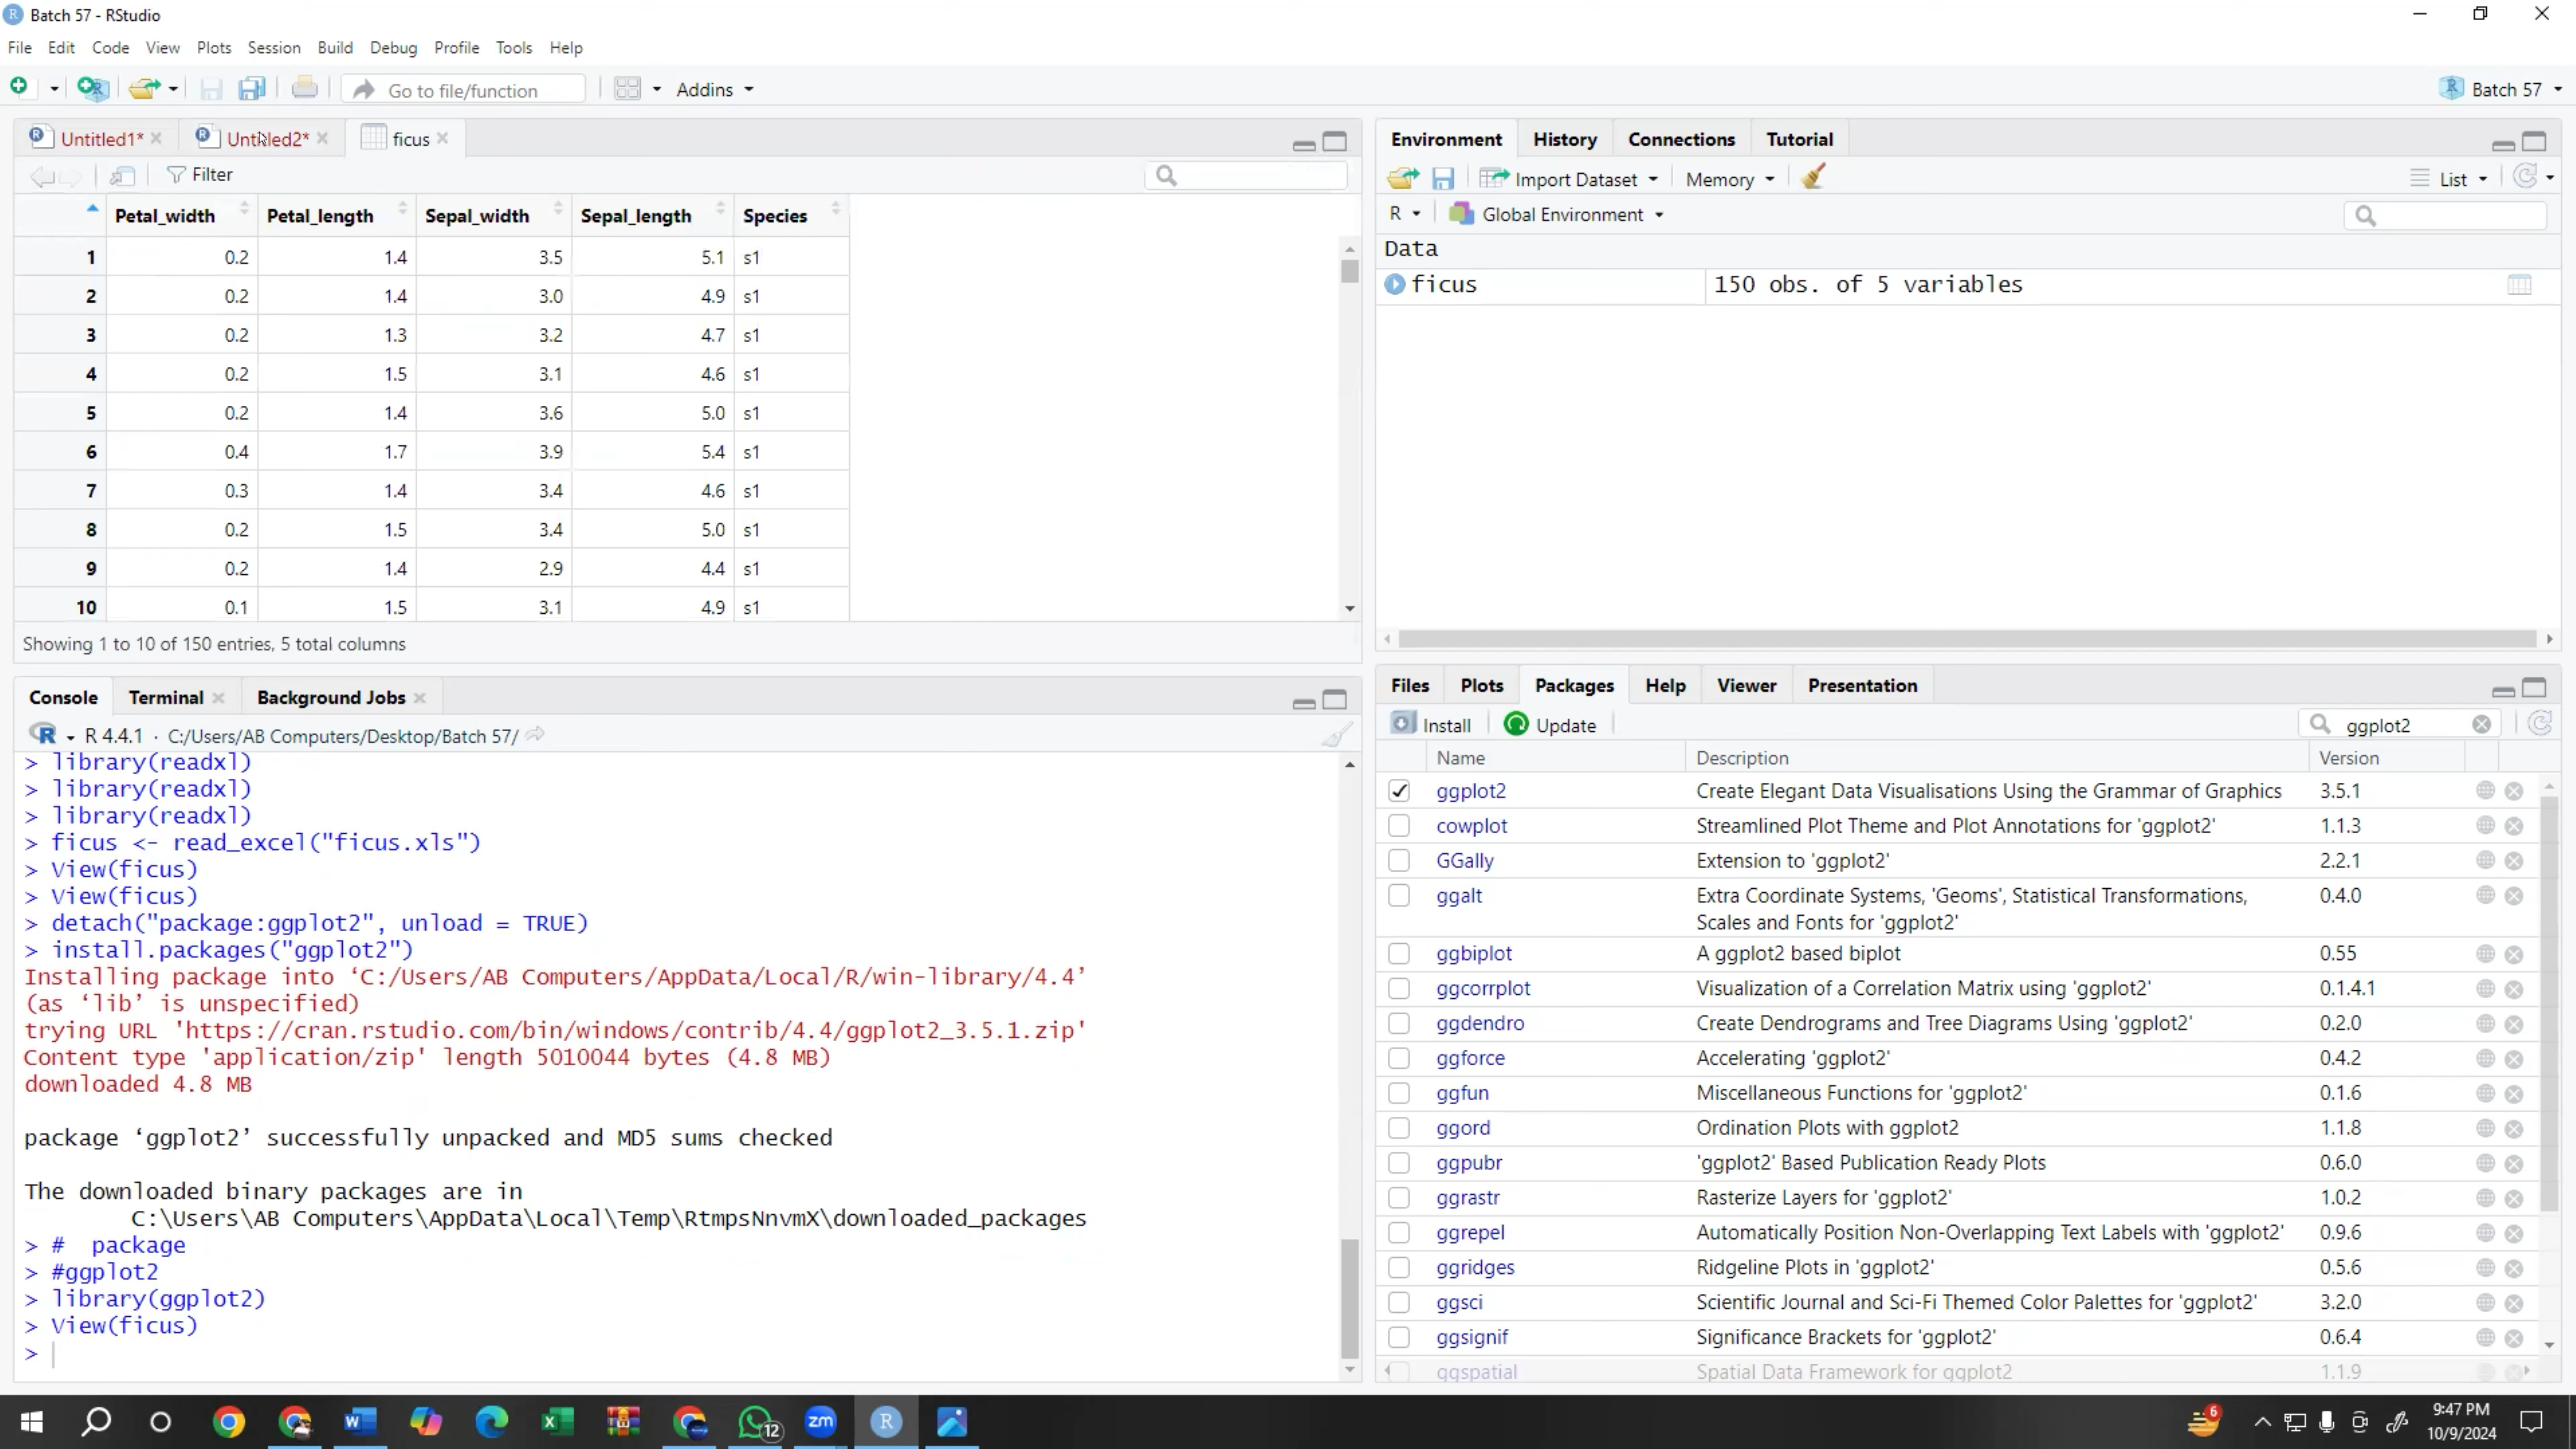 Batch 57 - RStudio
File Edit Code View Plots Session Build Debug Profile Tools Help
Go to file/function Addins Batch 57
Untitled1* Untitled2* ficus
Filter
Petal_width Petal_length Sepal_width Sepal_length Species
1 0.2 1.4 3.5 5.1 s1
2 0.2 1.4 3.0 4.9 s1
3 0.2 1.3 3.2 4.7 s1
4 0.2 1.5 3.1 4.6 s1
5 0.2 1.4 3.6 5.0 s1
6 0.4 1.7 3.9 5.4 s1
7 0.3 1.4 3.4 4.6 s1
8 0.2 1.5 3.4 5.0 s1
9 0.2 1.4 2.9 4.4 s1
10 0.1 1.5 3.1 4.9 s1
Showing 1 to 10 of 150 entries, 5 total columns
Console Terminal Background Jobs
R 4.4.1 · C:/Users/AB Computers/Desktop/Batch 57/
> library(readxl)
> library(readxl)
> library(readxl)
> ficus <- read_excel("ficus.xls")
> View(ficus)
> View(ficus)
> detach("package:ggplot2", unload = TRUE)
> install.packages("ggplot2")
Installing package into ‘C:/Users/AB Computers/AppData/Local/R/win-library/4.4’
(as ‘lib’ is unspecified)
trying URL 'https://cran.rstudio.com/bin/windows/contrib/4.4/ggplot2_3.5.1.zip'
Content type 'application/zip' length 5010044 bytes (4.8 MB)
downloaded 4.8 MB
package ‘ggplot2’ successfully unpacked and MD5 sums checked
The downloaded binary packages are in
C:\Users\AB Computers\AppData\Local\Temp\RtmpsNnvmX\downloaded_packages
> #  package
> #ggplot2
> library(ggplot2)
> View(ficus)
>
Environment History Connections Tutorial
Import Dataset Memory List
R Global Environment
Data
ficus 150 obs. of 5 variables
Files Plots Packages Help Viewer Presentation
Install Update ggplot2
Name Description Version
ggplot2 Create Elegant Data Visualisations Using the Grammar of Graphics 3.5.1
cowplot Streamlined Plot Theme and Plot Annotations for 'ggplot2' 1.1.3
GGally Extension to 'ggplot2' 2.2.1
ggalt Extra Coordinate Systems, 'Geoms', Statistical Transformations, 0.4.0
Scales and Fonts for 'ggplot2'
ggbiplot A ggplot2 based biplot 0.55
ggcorrplot Visualization of a Correlation Matrix using 'ggplot2' 0.1.4.1
ggdendro Create Dendrograms and Tree Diagrams Using 'ggplot2' 0.2.0
ggforce Accelerating 'ggplot2' 0.4.2
ggfun Miscellaneous Functions for 'ggplot2' 0.1.6
ggord Ordination Plots with ggplot2 1.1.8
ggpubr 'ggplot2' Based Publication Ready Plots 0.6.0
ggrastr Rasterize Layers for 'ggplot2' 1.0.2
ggrepel Automatically Position Non-Overlapping Text Labels with 'ggplot2' 0.9.6
ggridges Ridgeline Plots in 'ggplot2' 0.5.6
ggsci Scientific Journal and Sci-Fi Themed Color Palettes for 'ggplot2' 3.2.0
ggsignif Significance Brackets for 'ggplot2' 0.6.4
ggspatial Spatial Data Framework for ggplot2 1.1.9
12 zm R 6
9:47 PM
10/9/2024